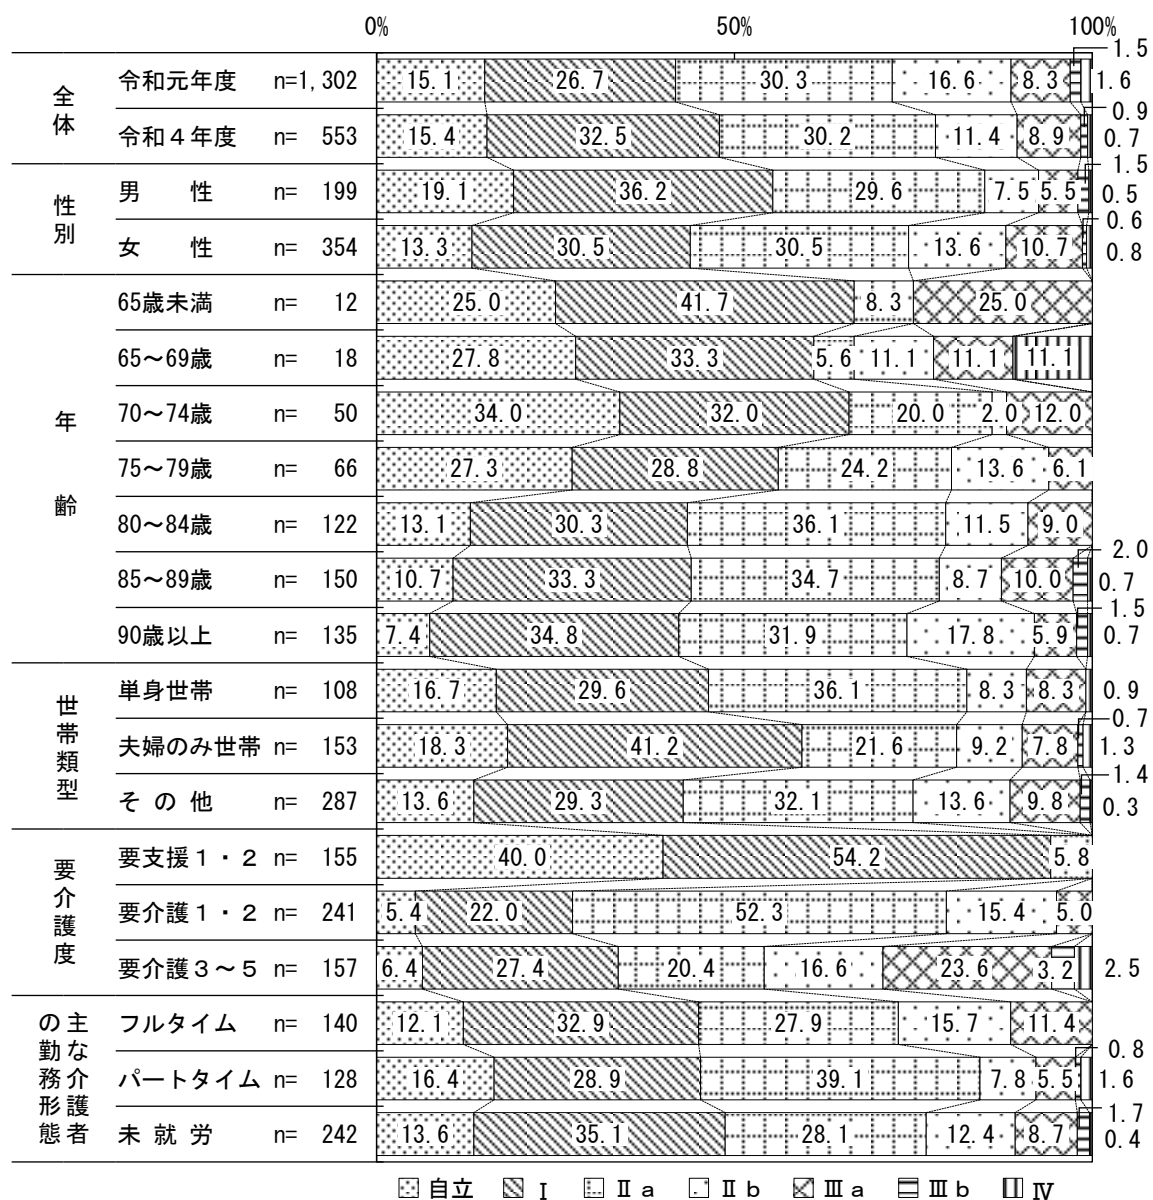 0% 50% 100%
全体
令和元年度 n=1,302 15.1 26.7 30.3 16.6 8.3 1.5 1.6
令和４年度 n= 553 15.4 32.5 30.2 11.4 8.9 0.9 0.7
性別
男 性 n= 199 19.1 36.2 29.6 7.5 5.5 1.5 0.5
女 性 n= 354 13.3 30.5 30.5 13.6 10.7 0.6 0.8
年齢
65歳未満 n= 12 25.0 41.7 8.3 25.0
65～69歳 n= 18 27.8 33.3 5.6 11.1 11.1 11.1
70～74歳 n= 50 34.0 32.0 20.0 2.0 12.0
75～79歳 n= 66 27.3 28.8 24.2 13.6 6.1
80～84歳 n= 122 13.1 30.3 36.1 11.5 9.0
85～89歳 n= 150 10.7 33.3 34.7 8.7 10.0 2.0 0.7
90歳以上 n= 135 7.4 34.8 31.9 17.8 5.9 1.5 0.7
世帯類型
単身世帯 n= 108 16.7 29.6 36.1 8.3 8.3 0.9
夫婦のみ世帯 n= 153 18.3 41.2 21.6 9.2 7.8 0.7 1.3
そ の 他 n= 287 13.6 29.3 32.1 13.6 9.8 1.4 0.3
要介護度
要支援１・２ n= 155 40.0 54.2 5.8
要介護１・２ n= 241 5.4 22.0 52.3 15.4 5.0
要介護３～５ n= 157 6.4 27.4 20.4 16.6 23.6 3.2 2.5
主な介護者の勤務形態
フルタイム n= 140 12.1 32.9 27.9 15.7 11.4
パートタイム n= 128 16.4 28.9 39.1 7.8 5.5 0.8 1.6
未 就 労 n= 242 13.6 35.1 28.1 12.4 8.7 1.7 0.4
自立 Ⅰ Ⅱａ Ⅱｂ Ⅲａ Ⅲｂ Ⅳ